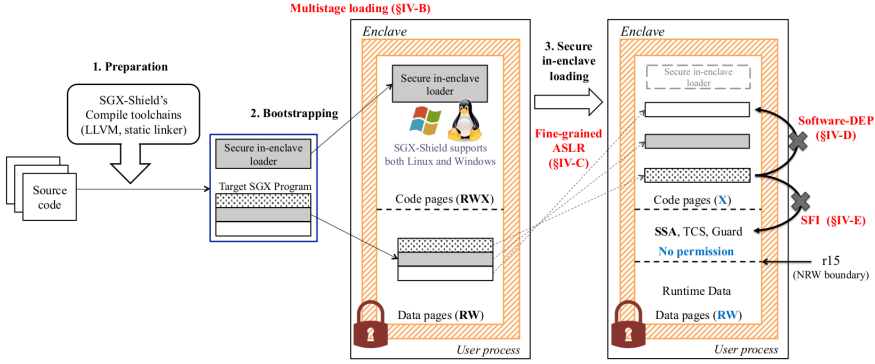 Multistage loading (§IV-B)
1. Preparation
SGX-Shield's
Compile toolchains
(LLVM, static linker)
Source
code
2. Bootstrapping
Secure in-enclave
loader
Target SGX Program
Enclave
Secure in-enclave
loader
SGX-Shield supports
both Linux and Windows
Code pages (RWX)
Data pages (RW)
User process
3. Secure
in-enclave
loading
Fine-grained
ASLR
(§IV-C)
Enclave
Secure in-enclave
loader
Code pages (X)
SSA, TCS, Guard
No permission
Runtime Data
Data pages (RW)
User process
Software-DEP
(§IV-D)
SFI (§IV-E)
r15
(NRW boundary)